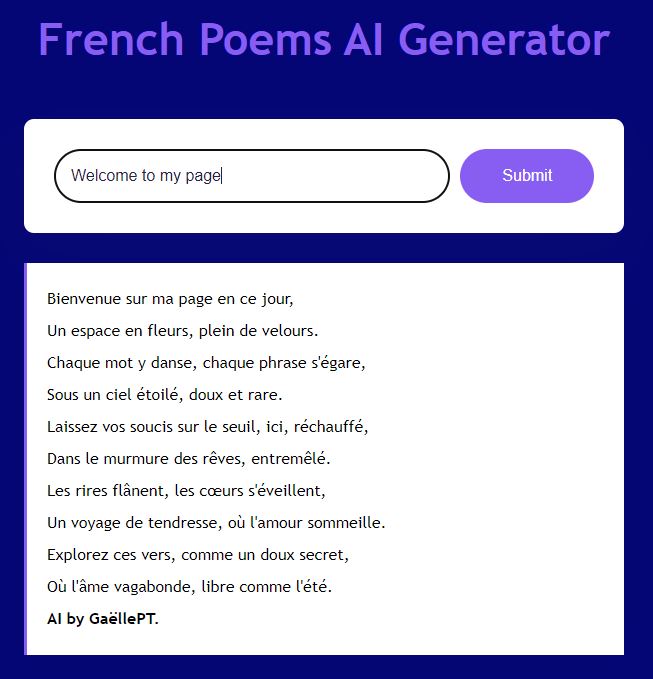 French Poems AI Generator
Welcome to my page
Submit
Bienvenue sur ma page en ce jour,
Un espace en fleurs, plein de velours.
Chaque mot y danse, chaque phrase s'égare,
Sous un ciel étoilé, doux et rare.
Laissez vos soucis sur le seuil, ici, réchauffé,
Dans le murmure des rêves, entremêlé.
Les rires flânent, les cœurs s'éveillent,
Un voyage de tendresse, où l'amour sommeille.
Explorez ces vers, comme un doux secret,
Où l'âme vagabonde, libre comme l'été.
AI by GaëllePT.